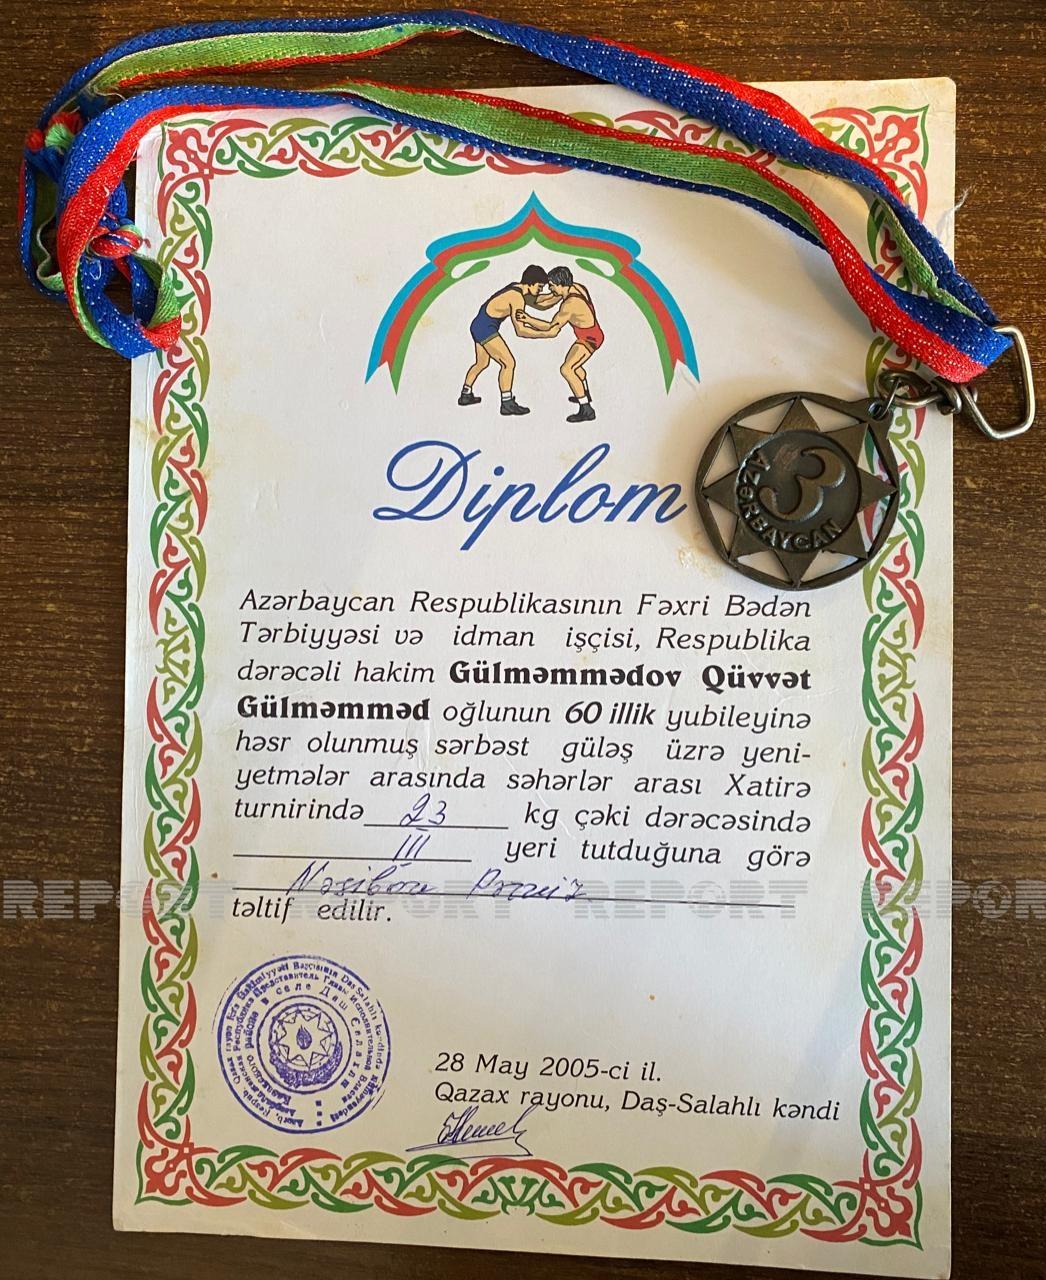 Diplom
3
AZƏRBAYCAN
Azərbaycan Respublikasının Fəxri Bədən
Tərbiyyəsi və idman işçisi, Respublika
dərəcəli hakim Gülməmmədov Qüvvət
Gülməmməd oğlunun 60 illik yubileyinə
həsr olunmuş sərbəst güləş üzrə yeni-
yetmələr arasında səhərlər arası Xatirə
turnirində 23 kg çəki dərəcəsində
III yeri tutduğuna görə
təltif edilir.
REPORT REPORT REPORT REPORT
28 May 2005-ci il.
Qazax rayonu, Daş-Salahlı kəndi